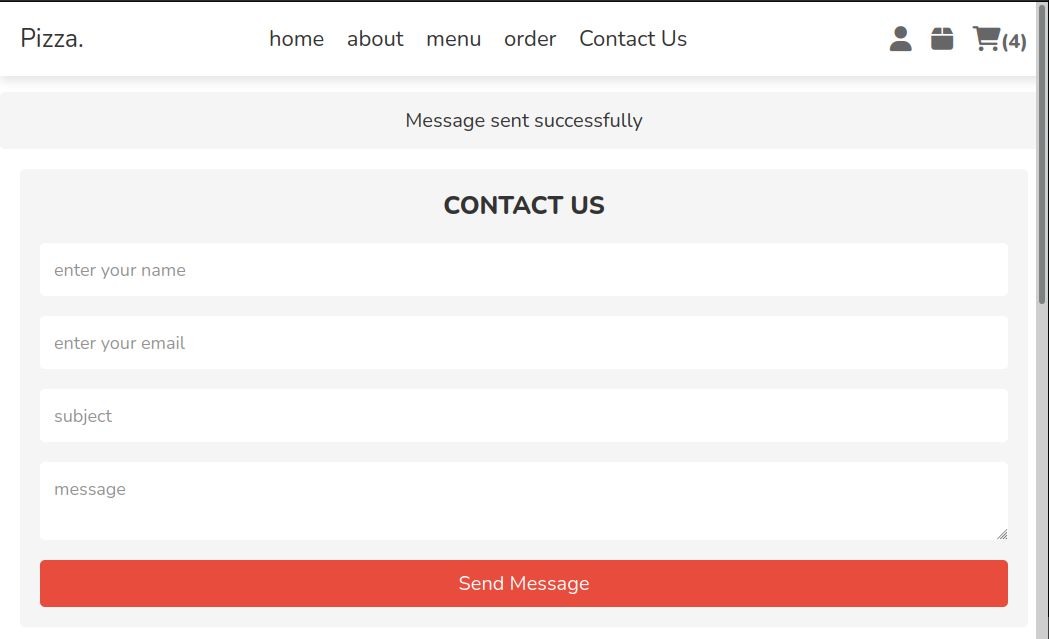 Pizza. home about menu order Contact Us (4)
Message sent successfully
CONTACT US
enter your name
enter your email
subject
message
Send Message